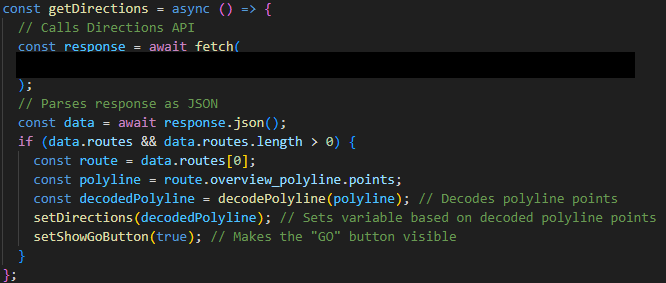 const getDirections = async () => {
// Calls Directions API
const response = await fetch(
);
// Parses response as JSON
const data = await response.json();
if (data.routes && data.routes.length > 0) {
const route = data.routes[0];
const polyline = route.overview_polyline.points;
const decodedPolyline = decodePolyline(polyline); // Decodes polyline points
setDirections(decodedPolyline); // Sets variable based on decoded polyline points
setShowGoButton(true); // Makes the "GO" button visible
}
};